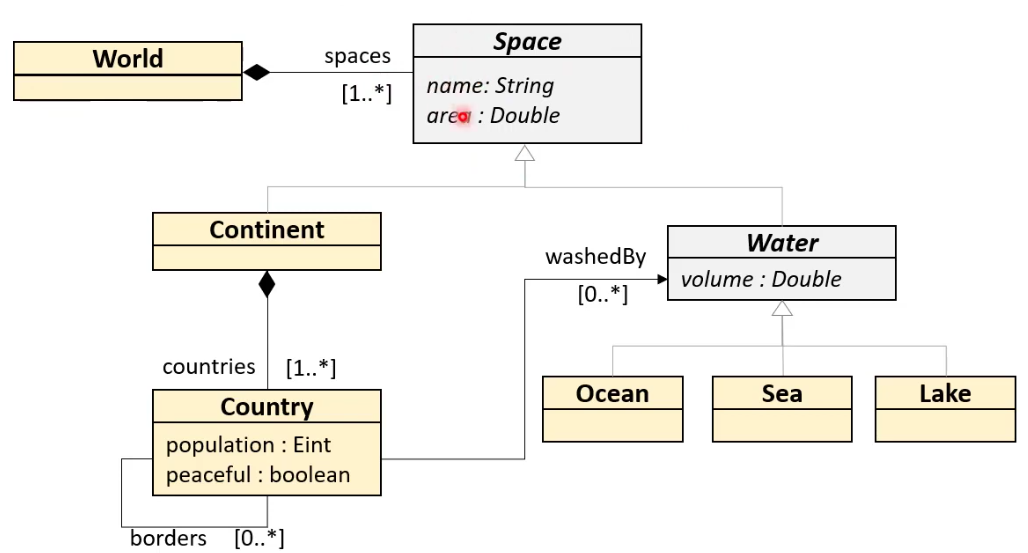 World
spaces
[1..*]
Space
name: String
area : Double
Continent
Water
volume : Double
washedBy
[0..*]
countries [1..*]
Country
population : Eint
peaceful : boolean
borders [0..*]
Ocean
Sea
Lake